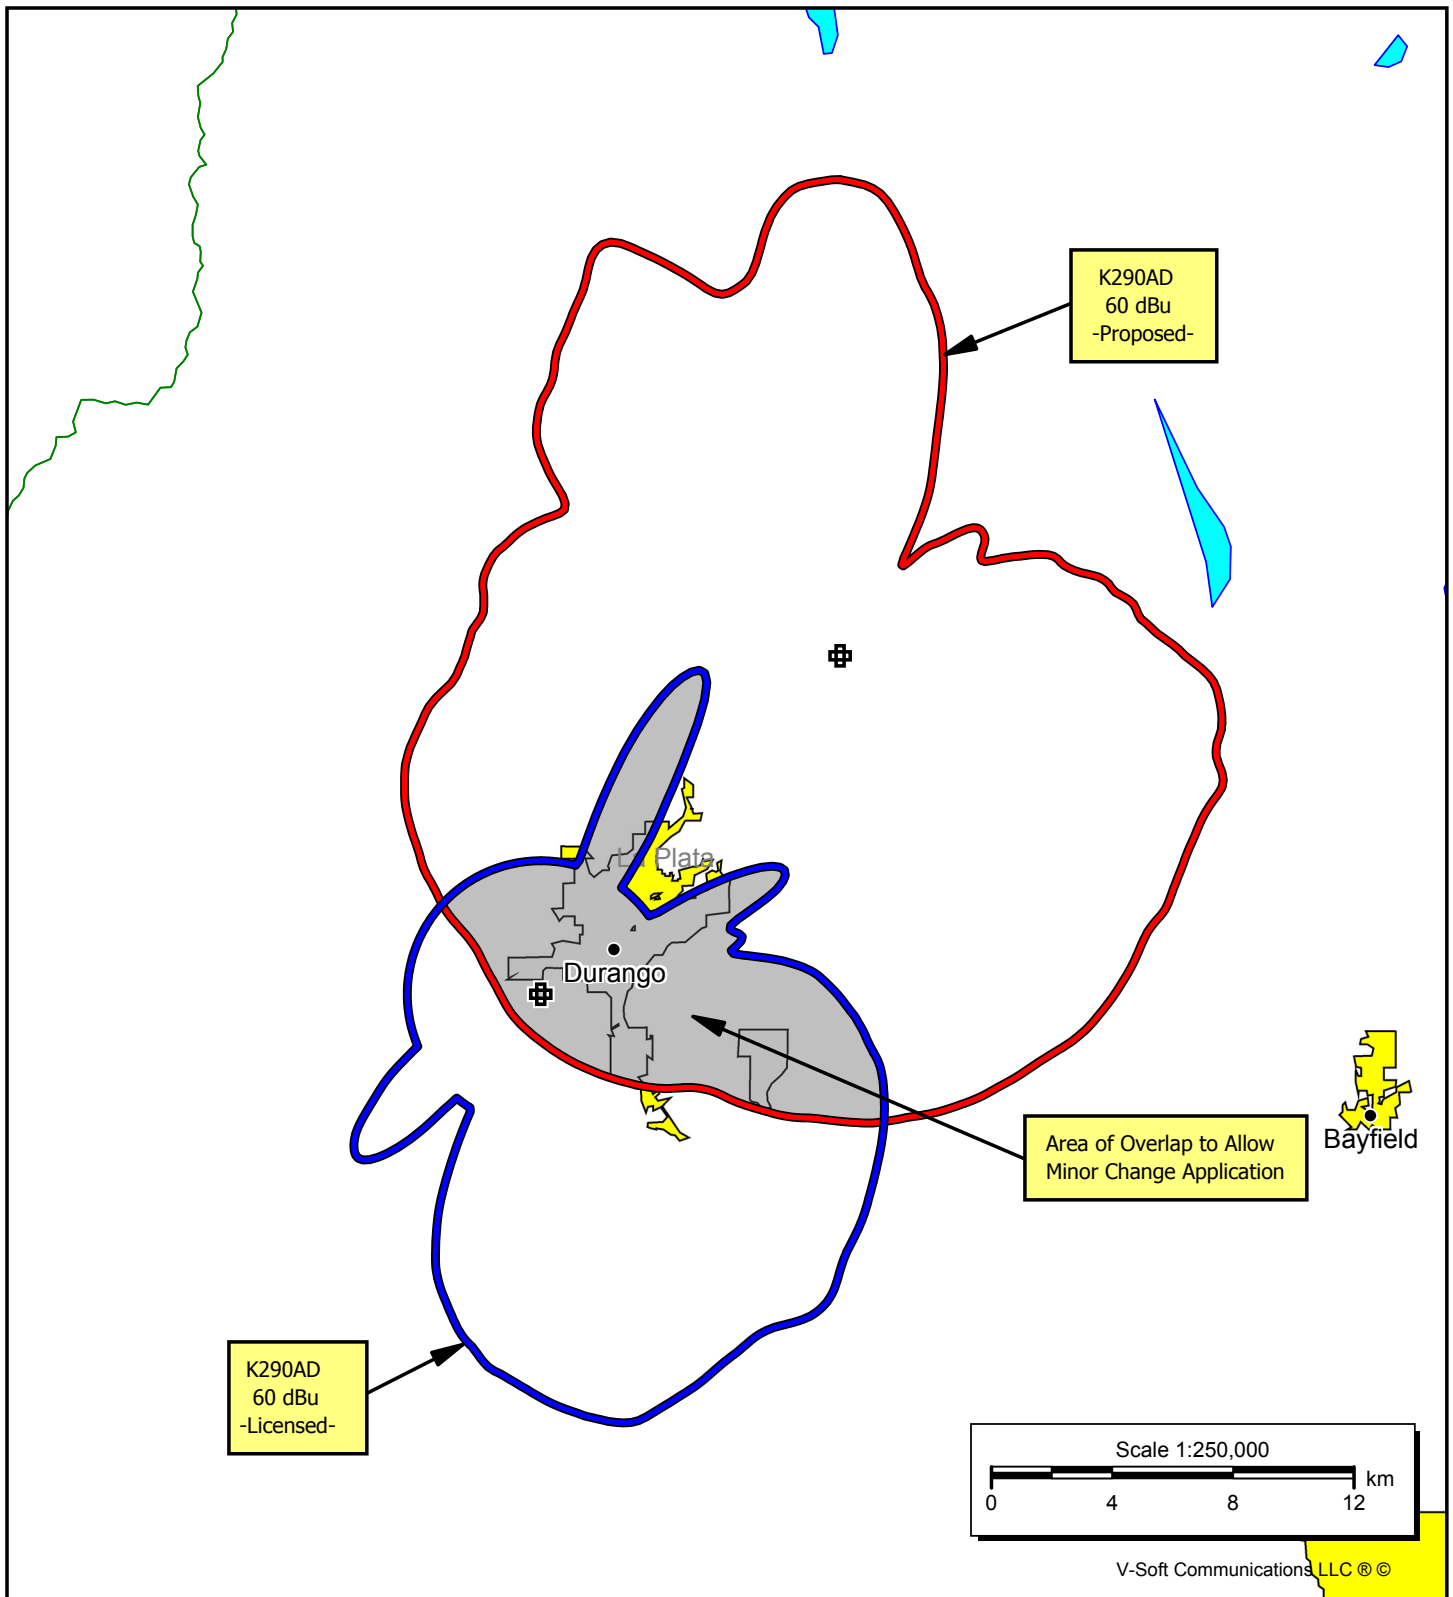 K290AD
60 dBu
-Proposed-
La Plata
Durango
Area of Overlap to Allow
Minor Change Application
Bayfield
K290AD
60 dBu
-Licensed-
Scale 1:250,000
km
0 4 8 12
V-Soft Communications LLC ® ©